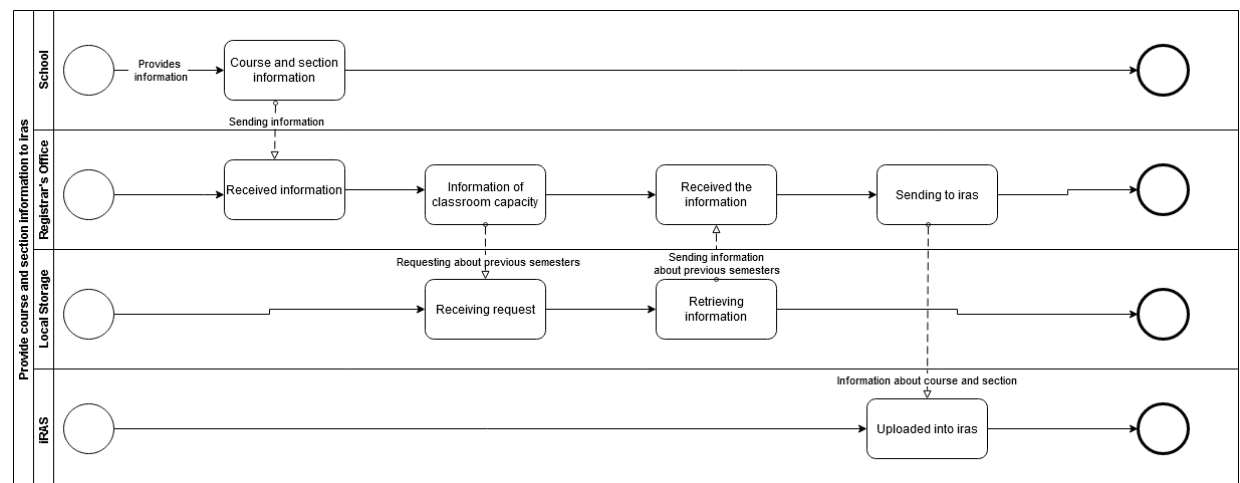 Provide course and section information to iras
School
Provides
information
Course and section
information
Sending information
Registrar's Office
Received information
Information of
classroom capacity
Received the
information
Sending to iras
Requesting about previous semesters
Sending information
about previous semesters
Local Storage
Receiving request
Retrieving
information
Information about course and section
iRAS
Uploaded into iras